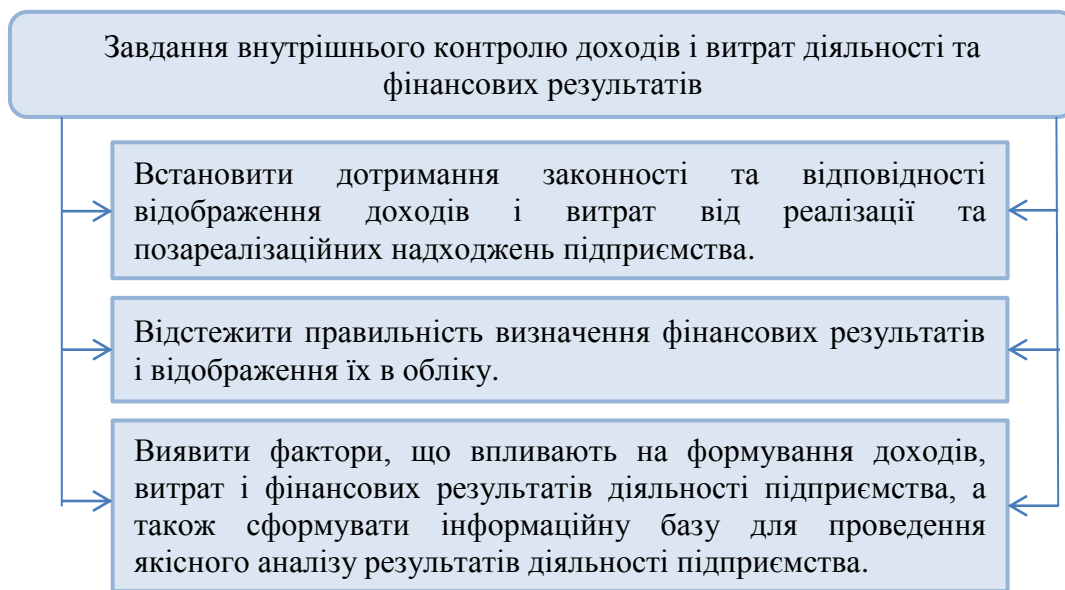 Завдання внутрішнього контролю доходів і витрат діяльності та
фінансових результатів
Встановити дотримання законності та відповідності
відображення доходів і витрат від реалізації та
позареалізаційних надходжень підприємства.
Відстежити правильність визначення фінансових результатів
і відображення їх в обліку.
Виявити фактори, що впливають на формування доходів,
витрат і фінансових результатів діяльності підприємства, а
також сформувати інформаційну базу для проведення
якісного аналізу результатів діяльності підприємства.